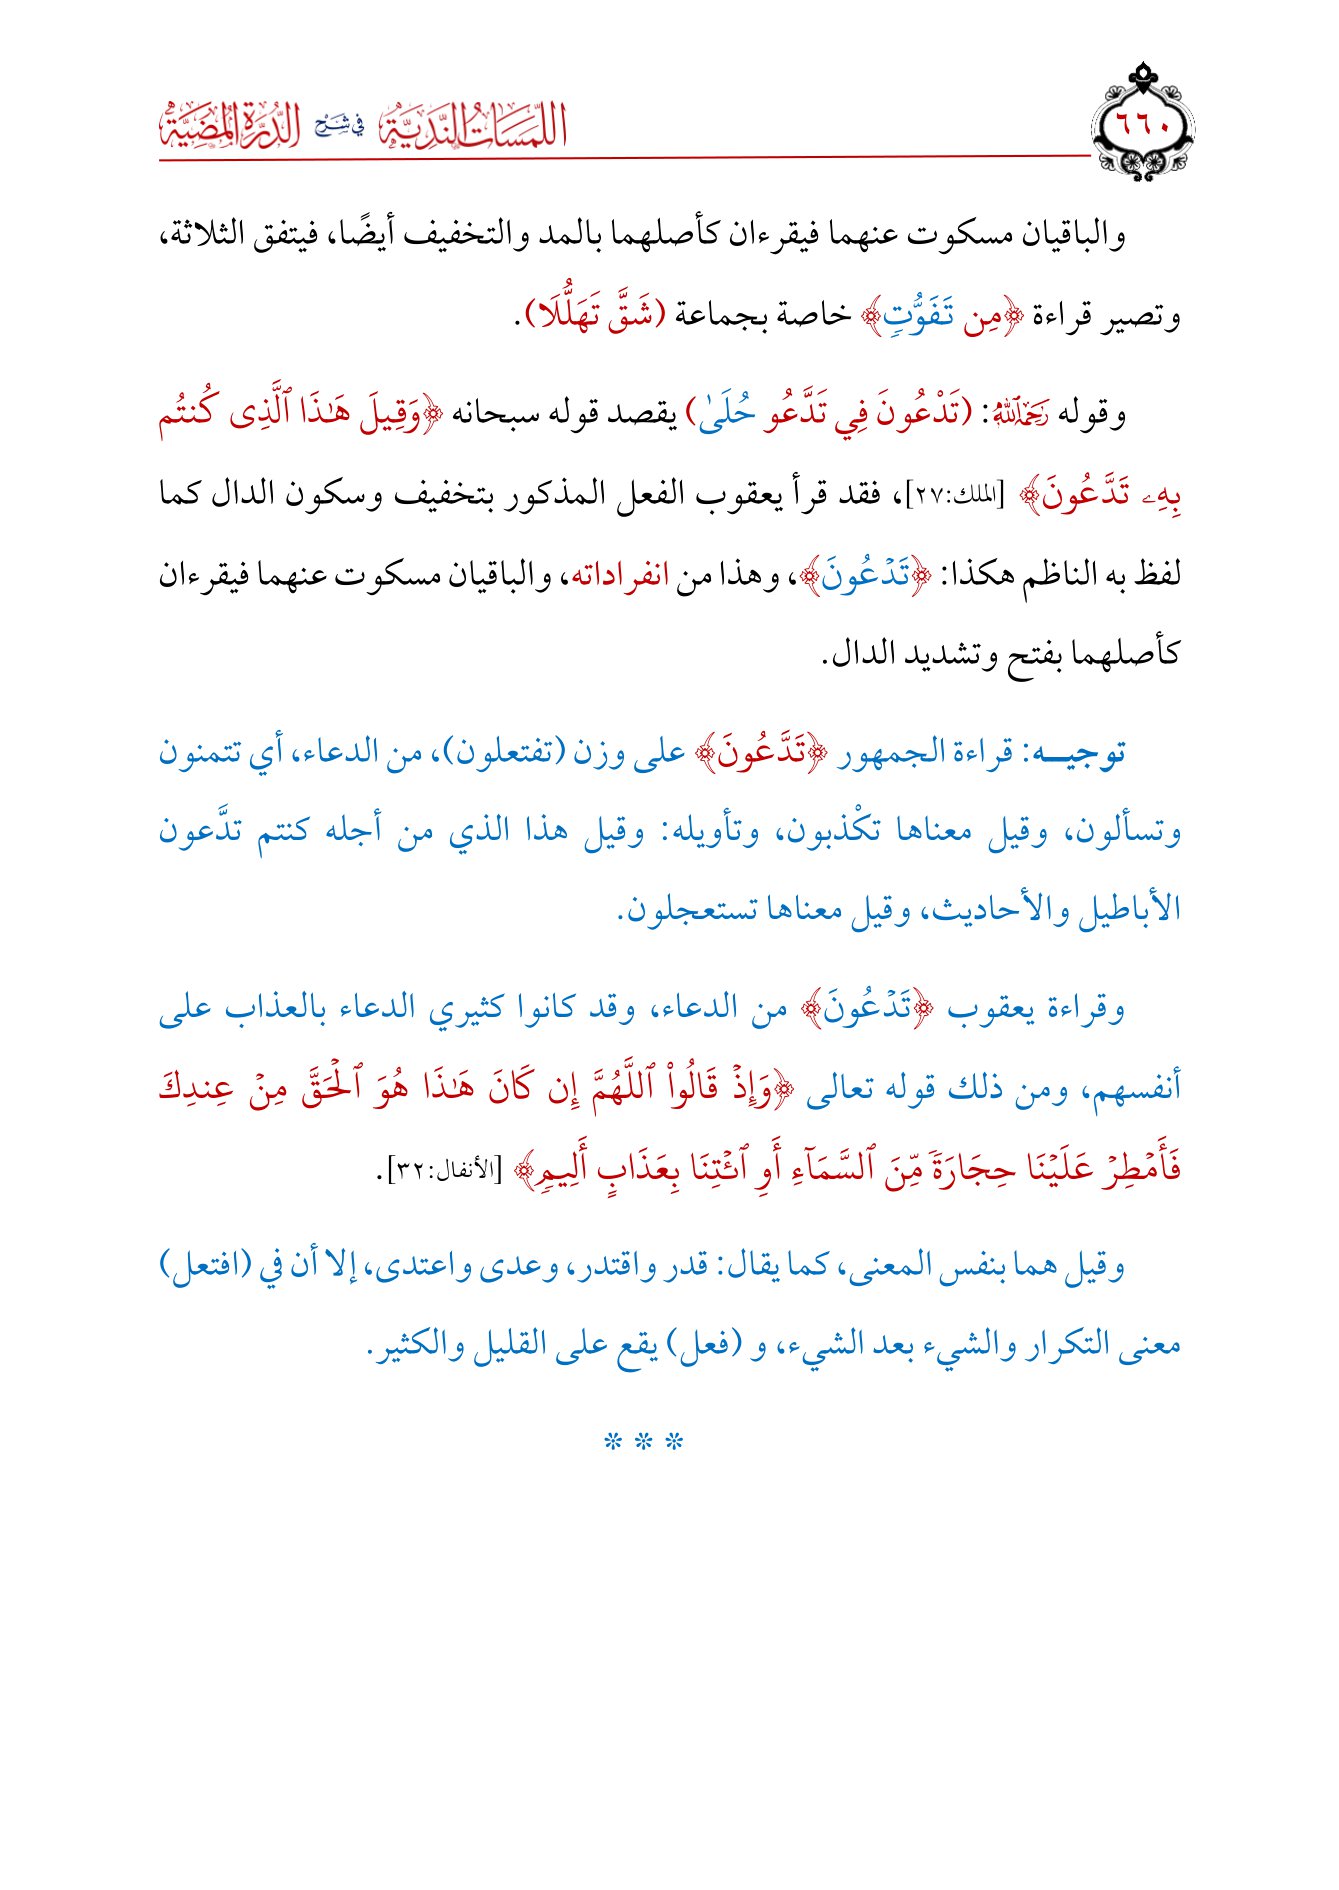 ٦٦٠
اللَّمَسَاتُ النَّدِيَّةُ في شَرْحِ الدُّرَّةِ المُضِيَّةِ
والباقيان مسكوت عنهما فيقرءان كأصلهما بالمد والتخفيف أيضًا، فيتفق الثلاثة،
وتصير قراءة ﴿مِن تَفَوُّتٖ﴾ خاصة بجماعة (شَقَّ تَهَلُّلَا).
وقوله رَحِمَهُ ٱللَّهُ: (تَدْعُونَ فِي تَدَّعُو حُلَىٰ) يقصد قوله سبحانه ﴿وَقِيلَ هَٰذَا ٱلَّذِى كُنتُم
بِهِۦ تَدَّعُونَ﴾ [الملك:٢٧]، فقد قرأ يعقوب الفعل المذكور بتخفيف وسكون الدال كما
لفظ به الناظم هكذا: ﴿تَدۡعُونَ﴾، وهذا من انفراداته، والباقيان مسكوت عنهما فيقرءان
كأصلهما بفتح وتشديد الدال.
توجيـــه: قراءة الجمهور ﴿تَدَّعُونَ﴾ على وزن (تفتعلون)، من الدعاء، أي تتمنون
وتسألون، وقيل معناها تكْذبون، وتأويله: وقيل هذا الذي من أجله كنتم تدَّعون
الأباطيل والأحاديث، وقيل معناها تستعجلون.
وقراءة يعقوب ﴿تَدۡعُونَ﴾ من الدعاء، وقد كانوا كثيري الدعاء بالعذاب على
أنفسهم، ومن ذلك قوله تعالى ﴿وَإِذۡ قَالُواْ ٱللَّهُمَّ إِن كَانَ هَٰذَا هُوَ ٱلۡحَقَّ مِنۡ عِندِكَ
فَأَمۡطِرۡ عَلَيۡنَا حِجَارَةٗ مِّنَ ٱلسَّمَآءِ أَوِ ٱئۡتِنَا بِعَذَابٍ أَلِيمٖ﴾ [الأنفال:٣٢].
وقيل هما بنفس المعنى، كما يقال: قدر واقتدر، وعدى واعتدى، إلا أن في (افتعل)
معنى التكرار والشيء بعد الشيء، و (فعل) يقع على القليل والكثير.
* * *